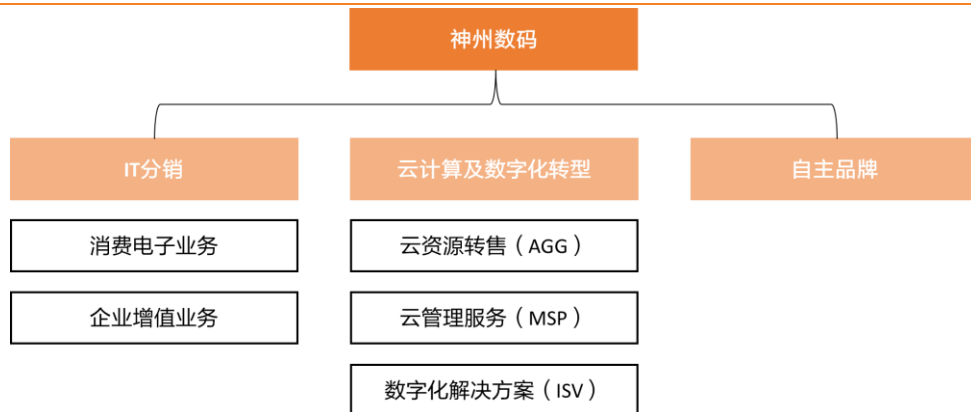 神州数码
IT分销
云计算及数字化转型
自主品牌
消费电子业务
云资源转售（AGG）
企业增值业务
云管理服务（MSP）
数字化解决方案（ISV）